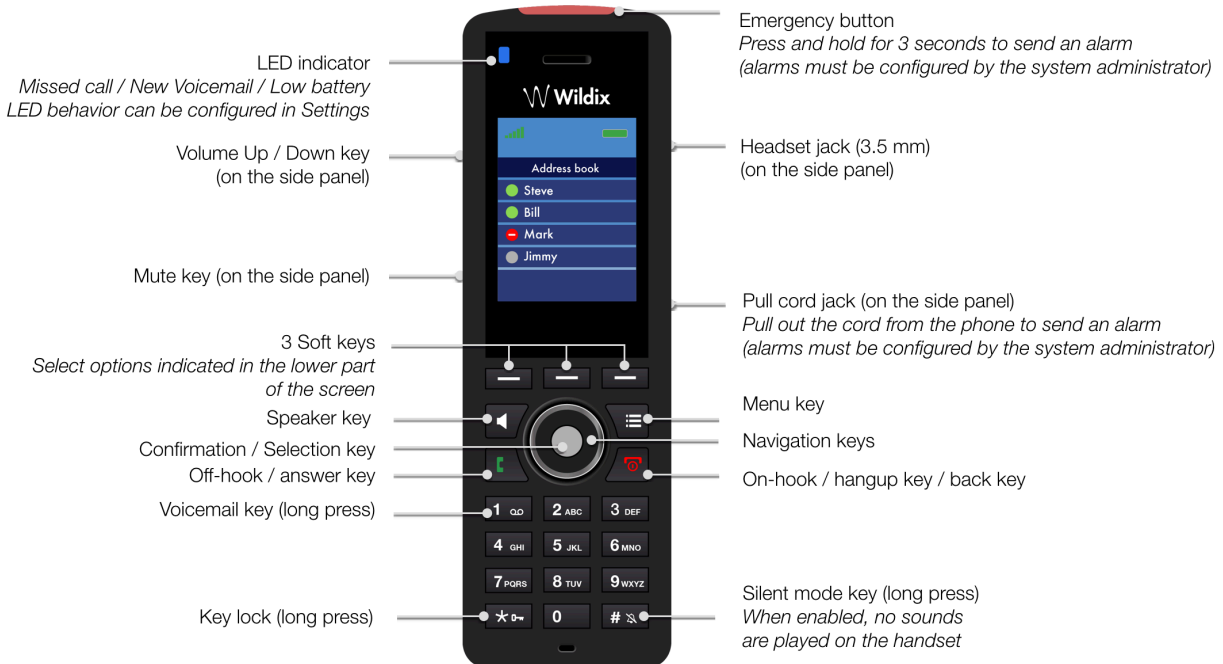 Emergency button
Press and hold for 3 seconds to send an alarm
(alarms must be configured by the system administrator)
LED indicator
Missed call / New Voicemail / Low battery
LED behavior can be configured in Settings
Wildix
Volume Up / Down key
(on the side panel)
Headset jack (3.5 mm)
(on the side panel)
Address book
Steve
Bill
Mark
Jimmy
Mute key (on the side panel)
Pull cord jack (on the side panel)
Pull out the cord from the phone to send an alarm
(alarms must be configured by the system administrator)
3 Soft keys
Select options indicated in the lower part
of the screen
Speaker key
Menu key
Confirmation / Selection key
Navigation keys
Off-hook / answer key
On-hook / hangup key / back key
Voicemail key (long press)
1 2 ABC 3 DEF
4 GHI 5 JKL 6 MNO
7 PQRS 8 TUV 9 WXYZ
* 0 #
Key lock (long press)
Silent mode key (long press)
When enabled, no sounds
are played on the handset